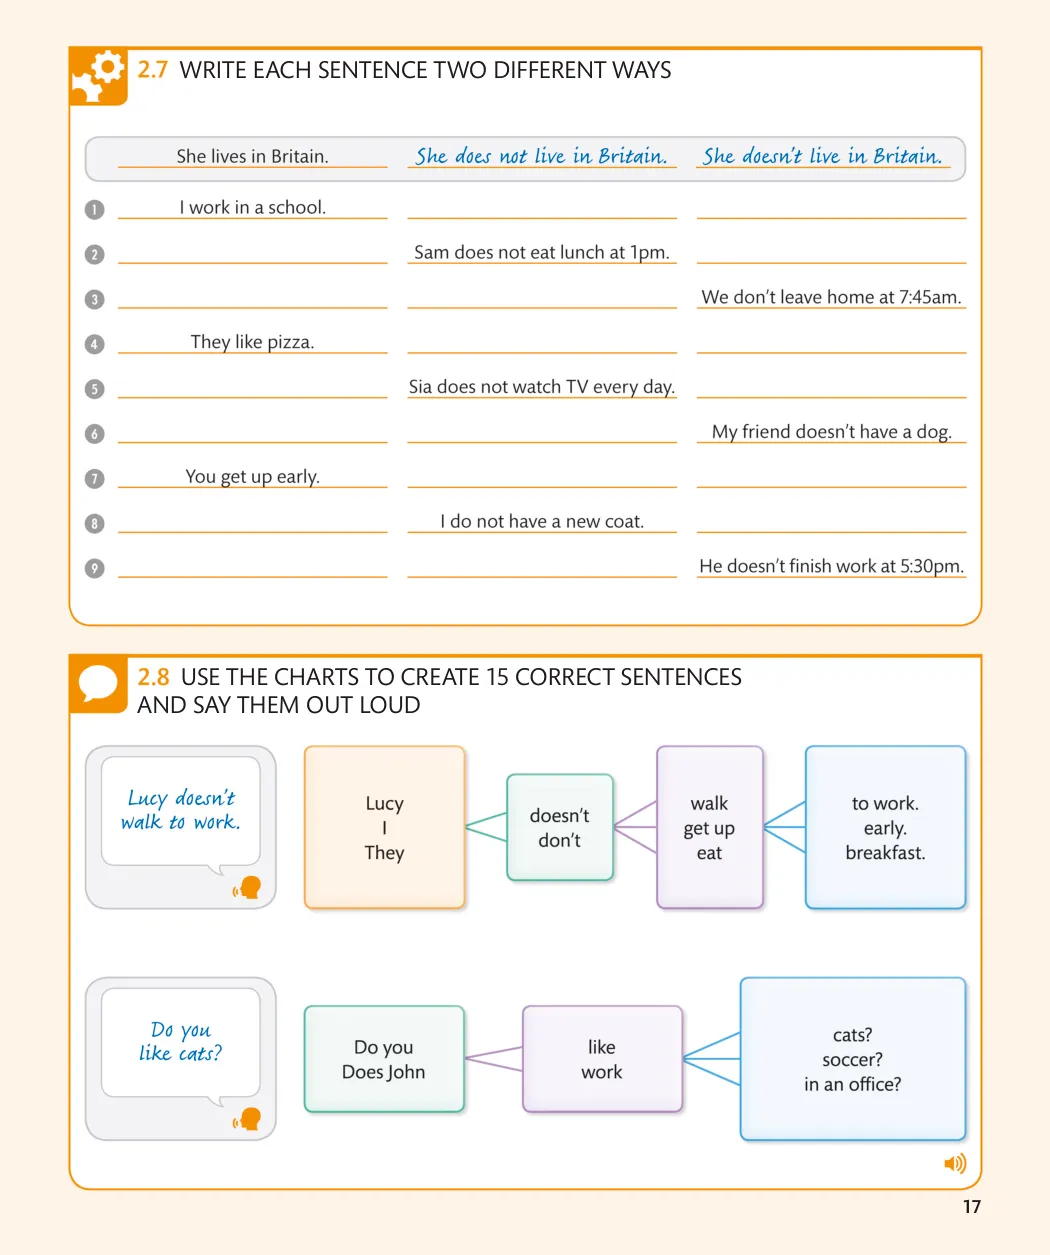 2.7 WRITE EACH SENTENCE TWO DIFFERENT WAYS
She lives in Britain. She does not live in Britain. She doesn't live in Britain.
1 I work in a school.
2 Sam does not eat lunch at 1pm.
3 We don't leave home at 7:45am.
4 They like pizza.
5 Sia does not watch TV every day.
6 My friend doesn't have a dog.
7 You get up early.
8 I do not have a new coat.
9 He doesn't finish work at 5:30pm.
2.8 USE THE CHARTS TO CREATE 15 CORRECT SENTENCES
AND SAY THEM OUT LOUD
Lucy doesn't
walk to work.
Lucy
I
They
doesn't
don't
walk
get up
eat
to work.
early.
breakfast.
Do you
like cats?
Do you
Does John
like
work
cats?
soccer?
in an office?
17